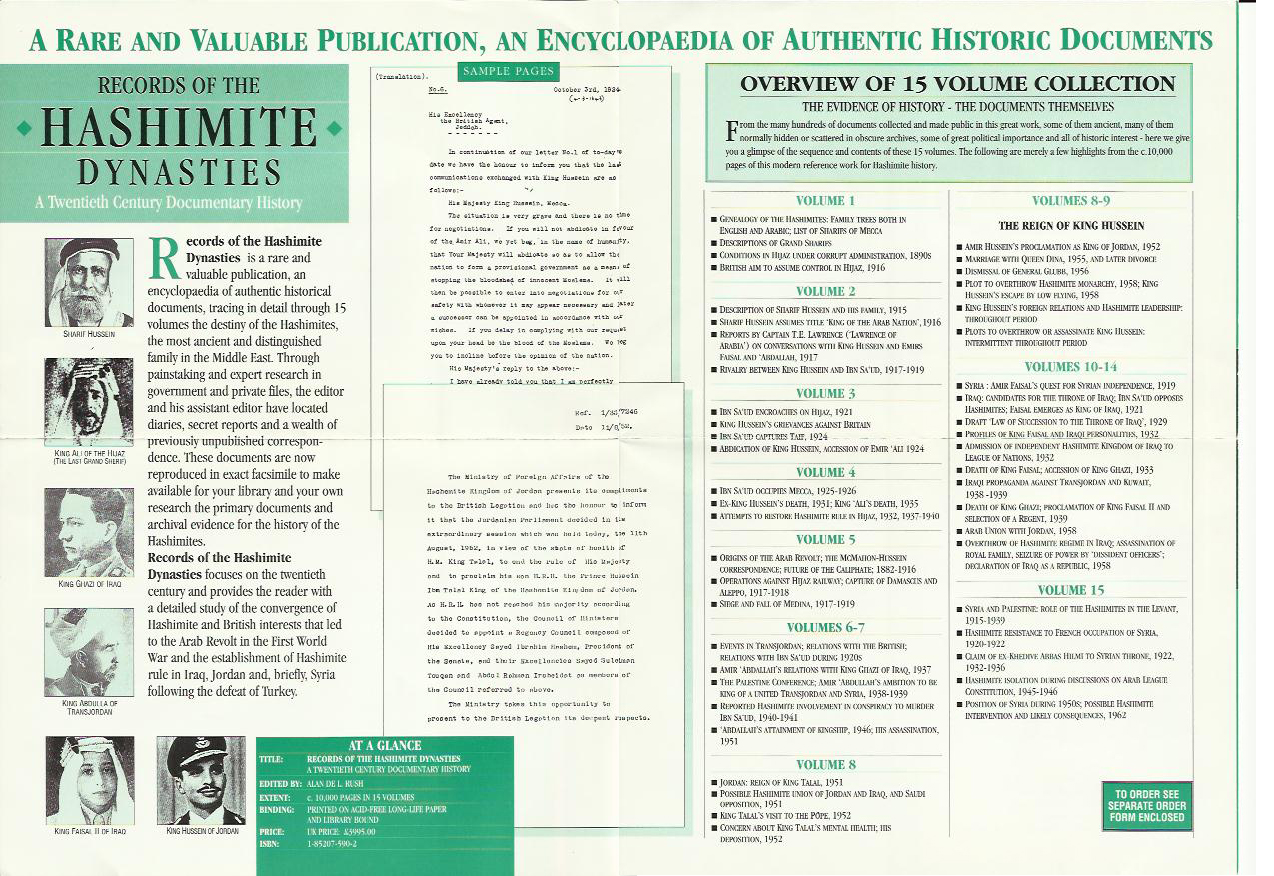 A RARE AND VALUABLE PUBLICATION, AN ENCYCLOPAEDIA OF AUTHENTIC HISTORIC DOCUMENTS
RECORDS OF THE
HASHIMITE
DYNASTIES
A Twentieth Century Documentary History
SHARIF HUSSEIN
KING ALI OF THE HIJAZ
(THE LAST GRAND SHERIF)
KING GHAZI OF IRAQ
KING ABDULLA OF
TRANSJORDAN
KING FAISAL II OF IRAQ
KING HUSSEIN OF JORDAN
Records of the Hashimite
Dynasties is a rare and
valuable publication, an
encyclopaedia of authentic historical
documents, tracing in detail through 15
volumes the destiny of the Hashimites,
the most ancient and distinguished
family in the Middle East. Through
painstaking and expert research in
government and private files, the editor
and his assistant editor have located
diaries, secret reports and a wealth of
previously unpublished correspon-
dence. These documents are now
reproduced in exact facsimile to make
available for your library and your own
research the primary documents and
archival evidence for the history of the
Hashimites.
Records of the Hashimite
Dynasties focuses on the twentieth
century and provides the reader with
a detailed study of the convergence of
Hashimite and British interests that led
to the Arab Revolt in the First World
War and the establishment of Hashimite
rule in Iraq, Jordan and, briefly, Syria
following the defeat of Turkey.
SAMPLE PAGES
(Translation).
No.6. October 3rd, 1924
His Excellency
the British Agent,
Jeddah.
In continuation of our letter No.1 of to-day's
date we have the honour to inform you that the last
communications exchanged with King Hussein are as
follows:-
His Majesty King Hussein, Mecca.
The situation is very grave and there is no time
for negotiations. If you will not abdicate in favour
of the Amir Ali, we yet beg, in the name of humanity,
that Your Majesty will abdicate so as to allow the
nation to form a provisional government as a means of
stopping the bloodshed of innocent Moslems. It will
then be possible to enter into negotiations for our
safety with whomever it may appear necessary and later
a successor can be appointed in accordance with our
wishes. If you delay in complying with our request
upon your head be the blood of the Moslems. We beg
you to incline before the opinion of the nation.
His Majesty's reply to the above:-
I have already told you that I am perfectly
Ref.
Date
The Ministry of Foreign Affairs of the
Hashemite Kingdom of Jordan presents its compliments
to the British Legation and has the honour to inform
it that the Jordanian Parliament decided in its
extraordinary session which was held today, the 11th
August, 1952, in view of the state of health of
H.M. King Talal, to end the rule of His Majesty
and to proclaim his son H.R.H. the Prince Hussein
Ibn Talal King of the Hashemite Kingdom of Jordan.
As H.R.H. has not reached his majority according
to the Constitution, the Council of Ministers
decided to appoint a Regency Council composed of
His Excellency Sayed Ibrahim Hashem, President of
the Senate, and their Excellencies Sayed Suleiman
Touqan and Abdul Rahman Irsheidat as members of
the Council referred to above.
The Ministry takes this opportunity to
present to the British Legation its deepest respects.
AT A GLANCE
TITLE: RECORDS OF THE HASHIMITE DYNASTIES
A TWENTIETH CENTURY DOCUMENTARY HISTORY
EDITED BY: ALAN DE L. RUSH
EXTENT: c. 10,000 PAGES IN 15 VOLUMES
BINDING: PRINTED ON ACID-FREE LONG-LIFE PAPER
AND LIBRARY BOUND
PRICE: UK PRICE: £3995.00
ISBN: 1-85207-590-2
OVERVIEW OF 15 VOLUME COLLECTION
THE EVIDENCE OF HISTORY - THE DOCUMENTS THEMSELVES
From the many hundreds of documents collected and made public in this great work, some of them ancient, many of them
normally hidden or scattered in obscure archives, some of great political importance and all of historic interest - here we give
you a glimpse of the sequence and contents of these 15 volumes. The following are merely a few highlights from the c.10,000
pages of this modern reference work for Hashimite history.
VOLUME 1
■ GENEALOGY OF THE HASHIMITES: FAMILY TREES BOTH IN
ENGLISH AND ARABIC; LIST OF SHARIFS OF MECCA
■ DESCRIPTIONS OF GRAND SHARIFS
■ CONDITIONS IN HIJAZ UNDER CORRUPT ADMINISTRATION, 1890S
■ BRITISH AIM TO ASSUME CONTROL IN HIJAZ, 1916
VOLUME 2
■ DESCRIPTION OF SHARIF HUSSEIN AND HIS FAMILY, 1915
■ SHARIF HUSSEIN ASSUMES TITLE 'KING OF THE ARAB NATION', 1916
■ REPORTS BY CAPTAIN T.E. LAWRENCE ('LAWRENCE OF
ARABIA') ON CONVERSATIONS WITH KING HUSSEIN AND EMIRS
FAISAL AND 'ABDALLAH, 1917
■ RIVALRY BETWEEN KING HUSSEIN AND IBN SA'UD, 1917-1919
VOLUME 3
■ IBN SA'UD ENCROACHES ON HIJAZ, 1921
■ KING HUSSEIN'S GRIEVANCES AGAINST BRITAIN
■ IBN SA'UD CAPTURES TAIF, 1924
■ ABDICATION OF KING HUSSEIN, ACCESSION OF EMIR 'ALI 1924
VOLUME 4
■ IBN SA'UD OCCUPIES MECCA, 1925-1926
■ EX-KING HUSSEIN'S DEATH, 1931; KING 'ALI'S DEATH, 1935
■ ATTEMPTS TO RESTORE HASHIMITE RULE IN HIJAZ, 1932, 1937-1940
VOLUME 5
■ ORIGINS OF THE ARAB REVOLT; THE MCMAHON-HUSSEIN
CORRESPONDENCE; FUTURE OF THE CALIPHATE; 1882-1916
■ OPERATIONS AGAINST HIJAZ RAILWAY; CAPTURE OF DAMASCUS AND
ALEPPO, 1917-1918
■ SIEGE AND FALL OF MEDINA, 1917-1919
VOLUMES 6-7
■ EVENTS IN TRANSJORDAN; RELATIONS WITH THE BRITISH;
RELATIONS WITH IBN SA'UD DURING 1920S
■ AMIR 'ABDALLAH'S RELATIONS WITH KING GHAZI OF IRAQ, 1937
■ THE PALESTINE CONFERENCE; AMIR 'ABDULLAH'S AMBITION TO BE
KING OF A UNITED TRANSJORDAN AND SYRIA, 1938-1939
■ REPORTED HASHIMITE INVOLVEMENT IN CONSPIRACY TO MURDER
IBN SA'UD, 1940-1941
■ 'ABDALLAH'S ATTAINMENT OF KINGSHIP, 1946; HIS ASSASSINATION,
1951
VOLUME 8
■ JORDAN: REIGN OF KING TALAL, 1951
■ POSSIBLE HASHIMITE UNION OF JORDAN AND IRAQ, AND SAUDI
OPPOSITION, 1951
■ KING TALAL'S VISIT TO THE POPE, 1952
■ CONCERN ABOUT KING TALAL'S MENTAL HEALTH; HIS
DEPOSITION, 1952
VOLUMES 8-9
THE REIGN OF KING HUSSEIN
■ AMIR HUSSEIN'S PROCLAMATION AS KING OF JORDAN, 1952
■ MARRIAGE WITH QUEEN DINA, 1955, AND LATER DIVORCE
■ DISMISSAL OF GENERAL GLUBB, 1956
■ PLOT TO OVERTHROW HASHIMITE MONARCHY, 1958; KING
HUSSEIN'S ESCAPE BY LOW FLYING, 1958
■ KING HUSSEIN'S FOREIGN RELATIONS AND HASHIMITE LEADERSHIP:
THROUGHOUT PERIOD
■ PLOTS TO OVERTHROW OR ASSASSINATE KING HUSSEIN:
INTERMITTENT THROUGHOUT PERIOD
VOLUMES 10-14
■ SYRIA : AMIR FAISAL'S QUEST FOR SYRIAN INDEPENDENCE, 1919
■ IRAQ: CANDIDATES FOR THE THRONE OF IRAQ; IBN SA'UD OPPOSES
HASHIMITES; FAISAL EMERGES AS KING OF IRAQ, 1921
■ DRAFT 'LAW OF SUCCESSION TO THE THRONE OF IRAQ', 1929
■ PROFILES OF KING FAISAL AND IRAQI PERSONALITIES, 1932
■ ADMISSION OF INDEPENDENT HASHIMITE KINGDOM OF IRAQ TO
LEAGUE OF NATIONS, 1932
■ DEATH OF KING FAISAL; ACCESSION OF KING GHAZI, 1933
■ IRAQI PROPAGANDA AGAINST TRANSJORDAN AND KUWAIT,
1938 -1939
■ DEATH OF KING GHAZI; PROCLAMATION OF KING FAISAL II AND
SELECTION OF A REGENT, 1939
■ ARAB UNION WITH JORDAN, 1958
■ OVERTHROW OF HASHIMITE REGIME IN IRAQ; ASSASSINATION OF
ROYAL FAMILY, SEIZURE OF POWER BY 'DISSIDENT OFFICERS';
DECLARATION OF IRAQ AS A REPUBLIC, 1958
VOLUME 15
■ SYRIA AND PALESTINE: ROLE OF THE HASHIMITES IN THE LEVANT,
1915-1939
■ HASHIMITE RESISTANCE TO FRENCH OCCUPATION OF SYRIA,
1920-1922
■ CLAIM OF EX-KHEDIVE ABBAS HILMI TO SYRIAN THRONE, 1922,
1932-1936
■ HASHIMITE ISOLATION DURING DISCUSSIONS ON ARAB LEAGUE
CONSTITUTION, 1945-1946
■ POSITION OF SYRIA DURING 1950S; POSSIBLE HASHIMITE
INTERVENTION AND LIKELY CONSEQUENCES, 1962
TO ORDER SEE
SEPARATE ORDER
FORM ENCLOSED